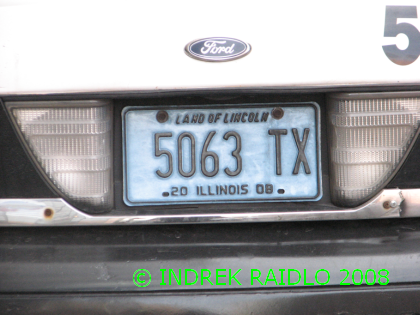 5
Ford
LAND OF LINCOLN
5063 TX
20 ILLINOIS 08
© INDREK RAIDLO 2008